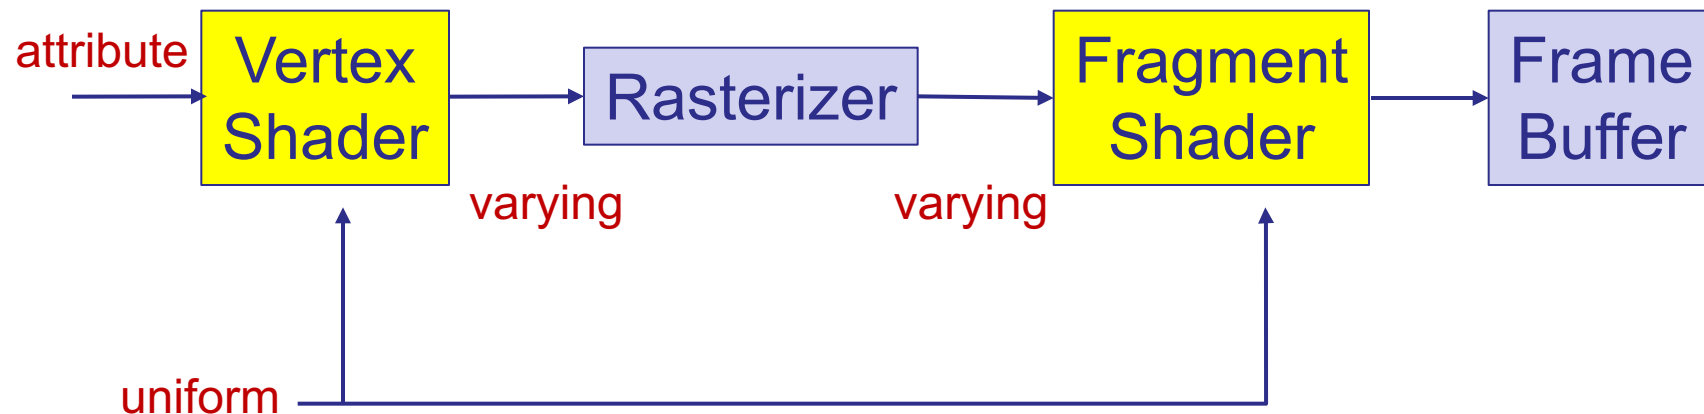 attribute
Vertex
Shader
Rasterizer
Fragment
Shader
Frame
Buffer
varying
varying
uniform